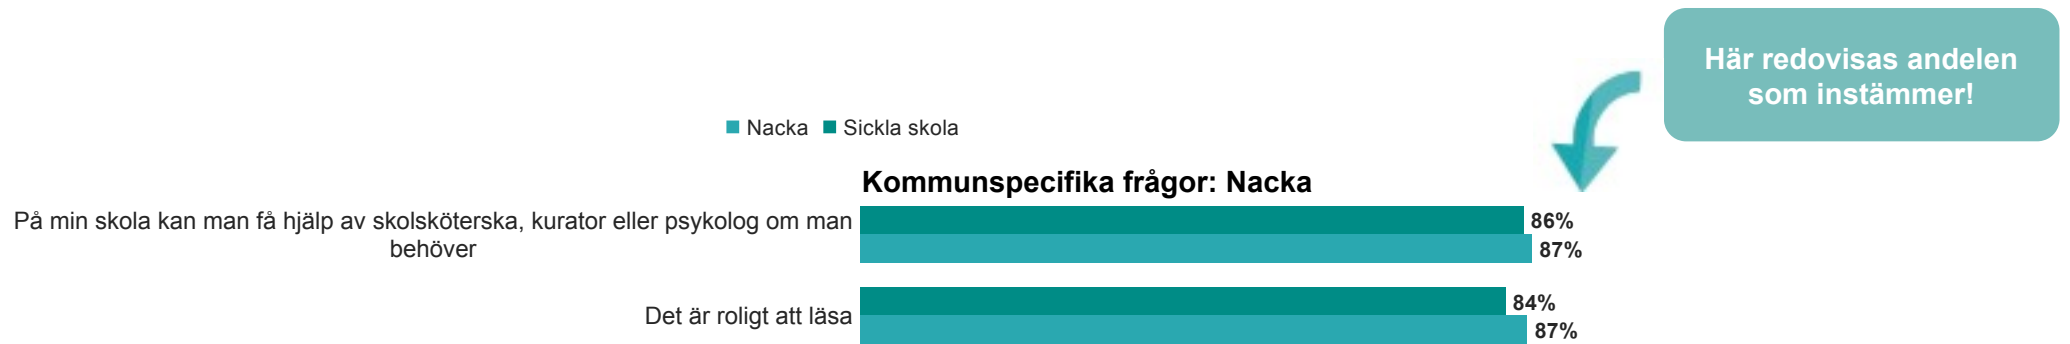 Här redovisas andelen
som instämmer!
Nacka Sickla skola
Kommunspecifika frågor: Nacka
På min skola kan man få hjälp av skolsköterska, kurator eller psykolog om man
behöver
86%
87%
Det är roligt att läsa
84%
87%